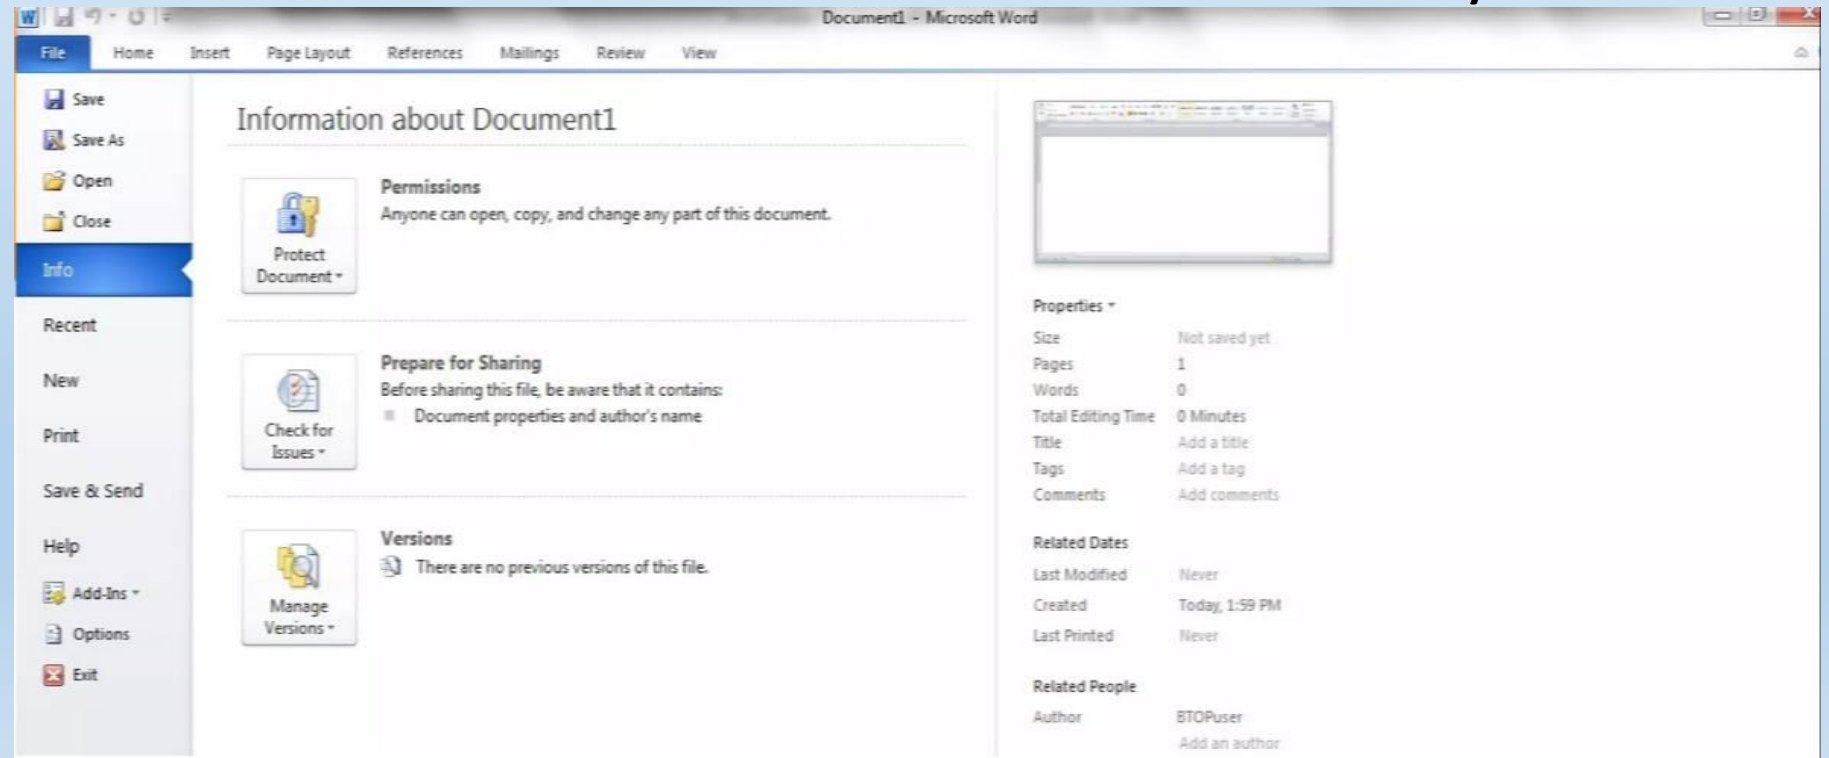 Document1 - Microsoft Word
File Home Insert Page Layout References Mailings Review View
Save
Save As
Open
Close
Info
Recent
New
Print
Save & Send
Help
Add-Ins
Options
Exit
Information about Document1
Protect
Document
Permissions
Anyone can open, copy, and change any part of this document.
Check for
Issues
Prepare for Sharing
Before sharing this file, be aware that it contains:
Document properties and author's name
Manage
Versions
Versions
There are no previous versions of this file.
Properties
Size Not saved yet
Pages 1
Words 0
Total Editing Time 0 Minutes
Title Add a title
Tags Add a tag
Comments Add comments
Related Dates
Last Modified Never
Created Today, 1:59 PM
Last Printed Never
Related People
Author BTOPuser
Add an author